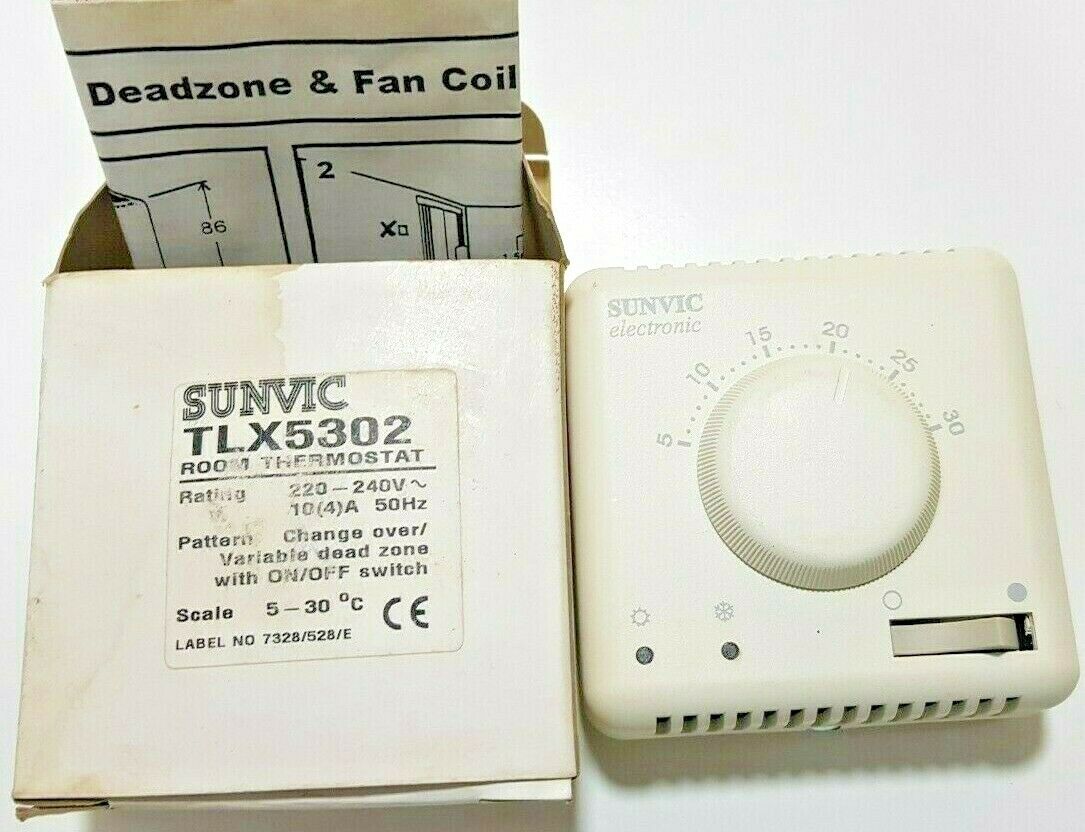 Deadzone & Fan Coil
2
86
X
SUNVIC
TLX5302
ROOM THERMOSTAT
Rating 220-240V~
10(4)A 50Hz
Pattern Change over/
Variable dead zone
with ON/OFF switch
Scale 5-30 °C CE
LABEL NO 7328/528/E
SUNVIC
electronic
5 10 15 20 25 30